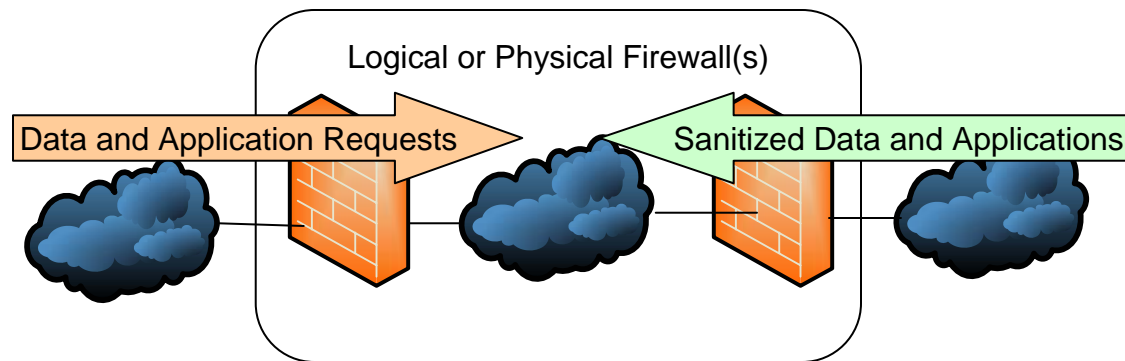 Logical or Physical Firewall(s)
Data and Application Requests
Sanitized Data and Applications